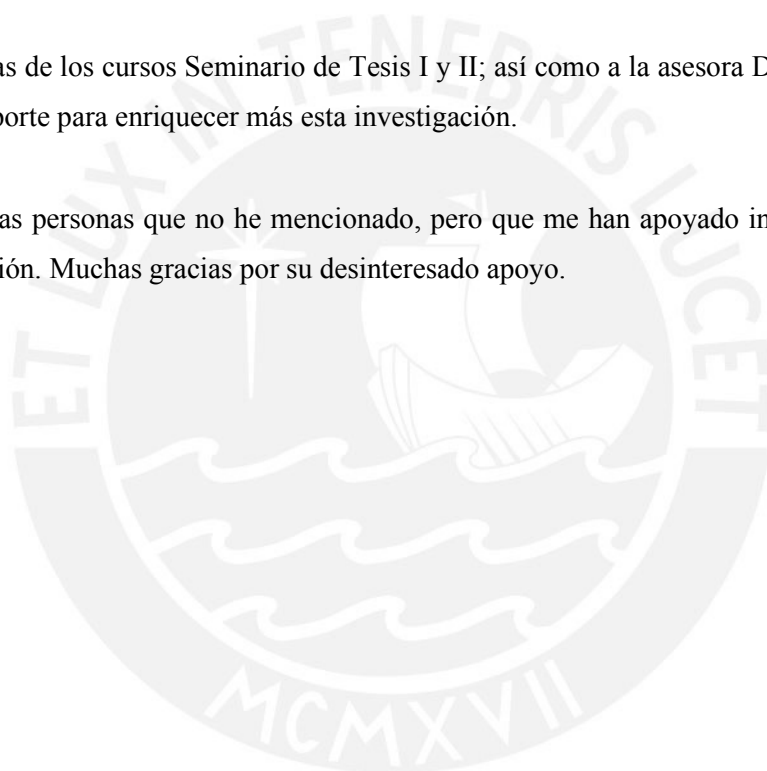 as de los cursos Seminario de Tesis I y II; así como a la asesora D
porte para enriquecer más esta investigación.
as personas que no he mencionado, pero que me han apoyado in
ión. Muchas gracias por su desinteresado apoyo.
ET LUX IN TENEBRIS LUCET
MCMXVII